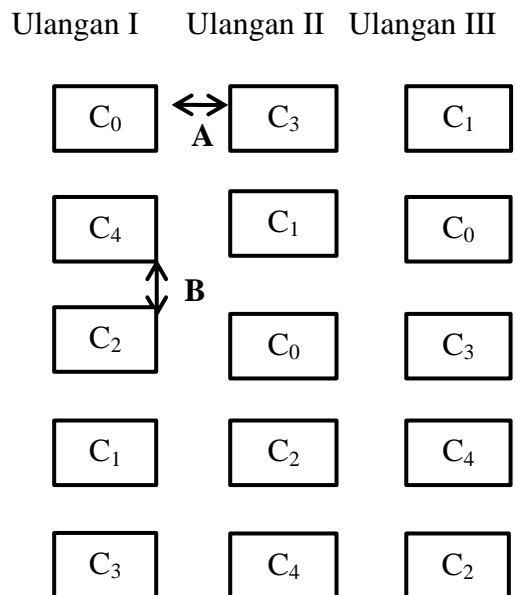 Ulangan I Ulangan II Ulangan III
C₀ C₃ C₁
A
C₄ C₁ C₀
B
C₂ C₀ C₃
C₁ C₂ C₄
C₃ C₄ C₂